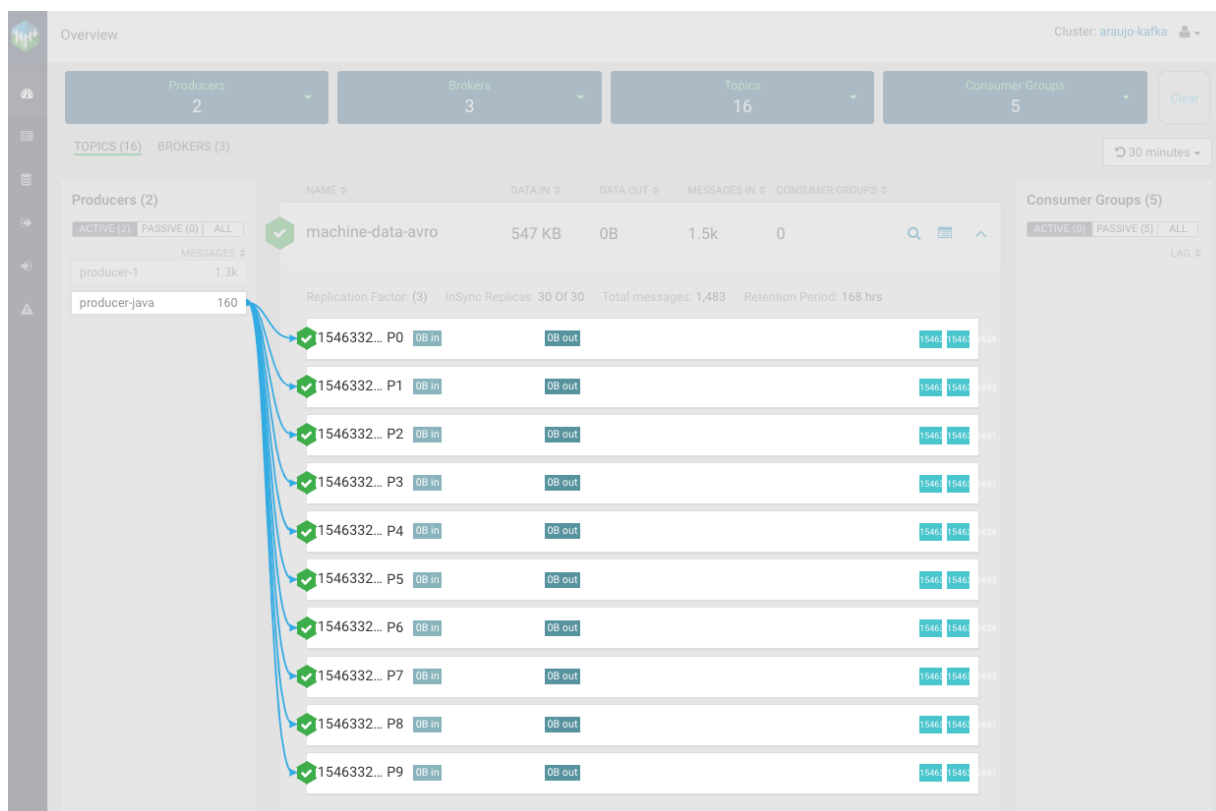 Overview
Cluster: araujo-kafka
Producers
2
Brokers
3
Topics
16
Consumer Groups
5
Clear
TOPICS (16) BROKERS (3)
30 minutes
Producers (2)
ACTIVE (2) PASSIVE (0) ALL
MESSAGES
producer-1 1.3k
producer-java 160
NAME DATA IN DATA OUT MESSAGES IN CONSUMER GROUPS
machine-data-avro 547 KB 0B 1.5k 0
Replication Factor: (3) InSync Replicas: 30 Of 30 Total messages: 1,483 Retention Period: 168 hrs
1546332... P0 0B in 0B out
1546332... P1 0B in 0B out
1546332... P2 0B in 0B out
1546332... P3 0B in 0B out
1546332... P4 0B in 0B out
1546332... P5 0B in 0B out
1546332... P6 0B in 0B out
1546332... P7 0B in 0B out
1546332... P8 0B in 0B out
1546332... P9 0B in 0B out
Consumer Groups (5)
ACTIVE (0) PASSIVE (5) ALL
LAG